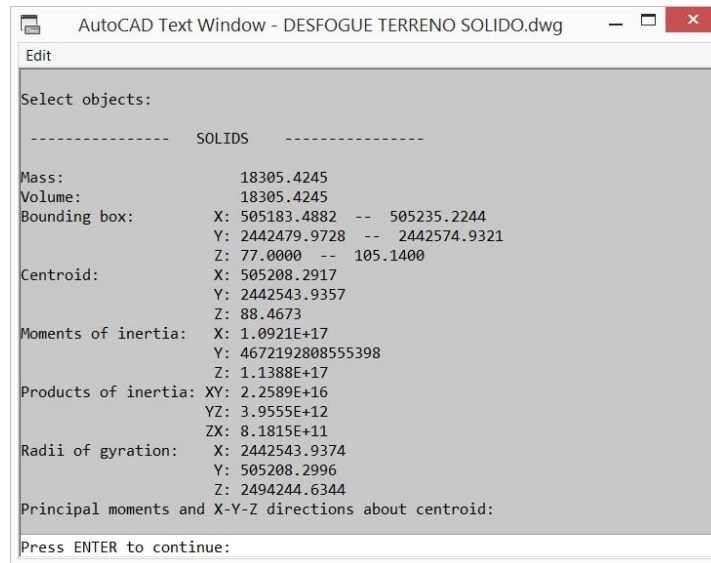 AutoCAD Text Window - DESFOGUE TERRENO SOLIDO.dwg
Edit
Select objects:
---------------- SOLIDS ----------------
Mass: 18305.4245
Volume: 18305.4245
Bounding box: X: 505183.4882 -- 505235.2244
Y: 2442479.9728 -- 2442574.9321
Z: 77.0000 -- 105.1400
Centroid: X: 505208.2917
Y: 2442543.9357
Z: 88.4673
Moments of inertia: X: 1.0921E+17
Y: 4672192808555398
Z: 1.1388E+17
Products of inertia: XY: 2.2589E+16
YZ: 3.9555E+12
ZX: 8.1815E+11
Radii of gyration: X: 2442543.9374
Y: 505208.2996
Z: 2494244.6344
Principal moments and X-Y-Z directions about centroid:
Press ENTER to continue: